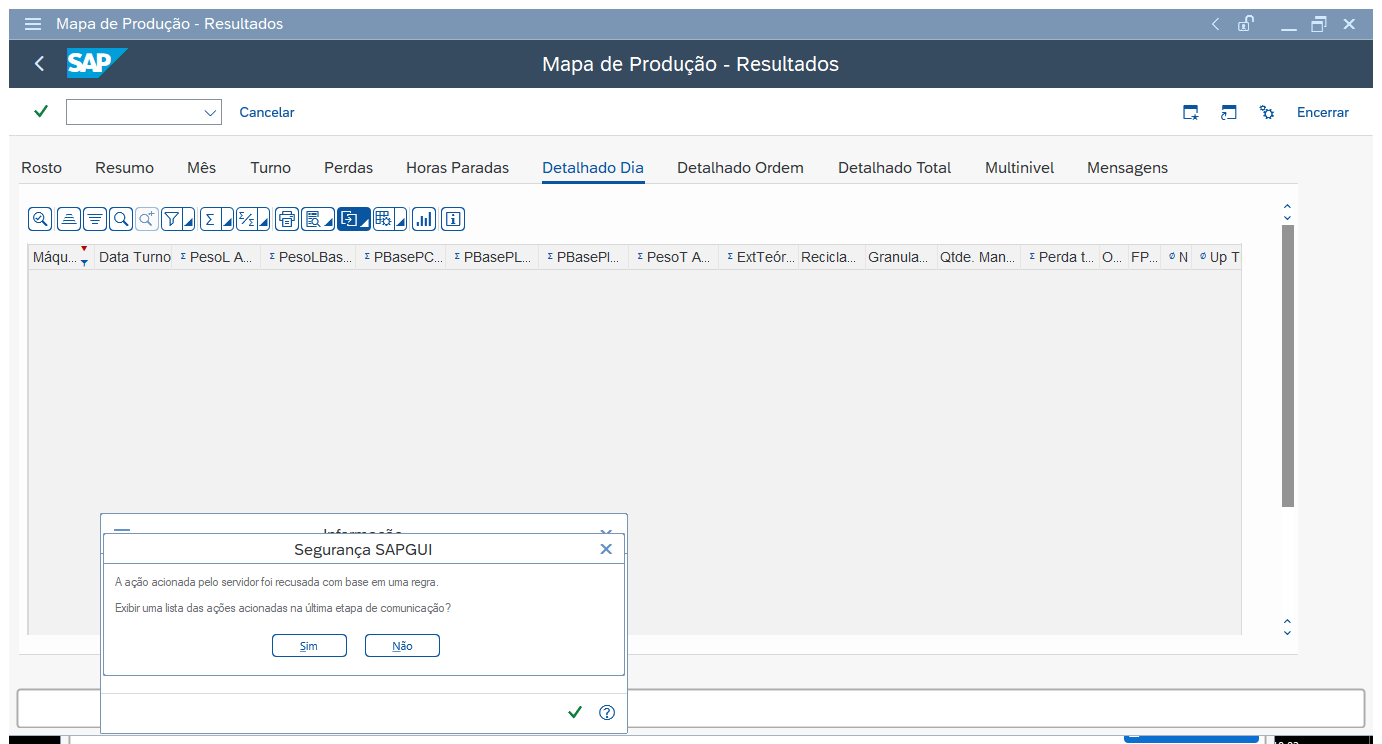 Mapa de Produção - Resultados
SAP
Mapa de Produção - Resultados
Cancelar
Encerrar
Rosto Resumo Mês Turno Perdas Horas Paradas Detalhado Dia Detalhado Ordem Detalhado Total Multinivel Mensagens
Máqu... Data Turno Σ PesoL A... Σ PesoLBas... Σ PBasePC... Σ PBasePL... Σ PBasePl... Σ PesoT A... Σ ExtTeór... Recicla... Granula... Qtde. Man... Σ Perda t... O... FP... Ø N Ø Up T
Informação
Segurança SAPGUI
A ação acionada pelo servidor foi recusada com base em uma regra.
Exibir uma lista das ações acionadas na última etapa de comunicação?
Sim Não